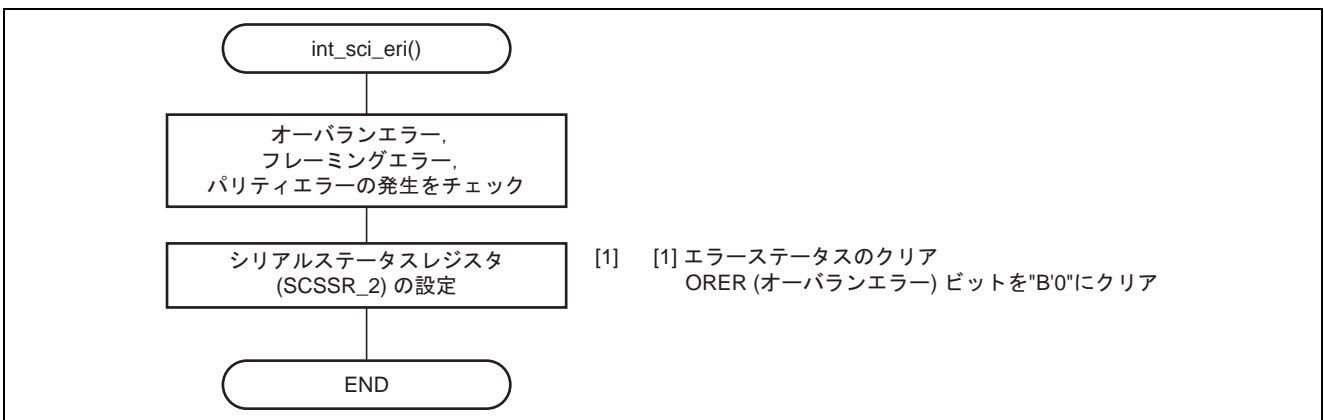 int_sci_eri()
オーバランエラー,
フレーミングエラー,
パリティエラーの発生をチェック
シリアルステータスレジスタ
(SCSSR_2) の設定
[1]
[1] エラーステータスのクリア
ORER (オーバランエラー) ビットを"B'0"にクリア
END